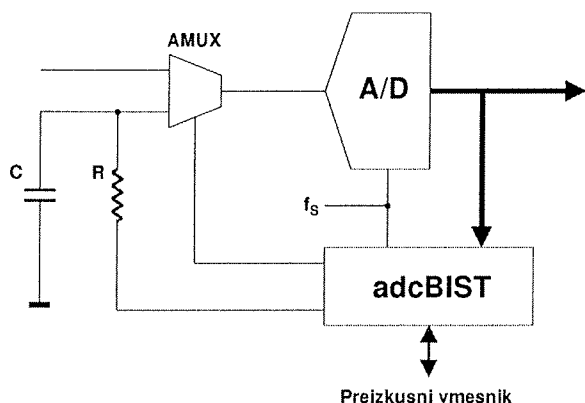 AMUX
A/D
C
R
fS
adcBIST
Preizkusni vmesnik